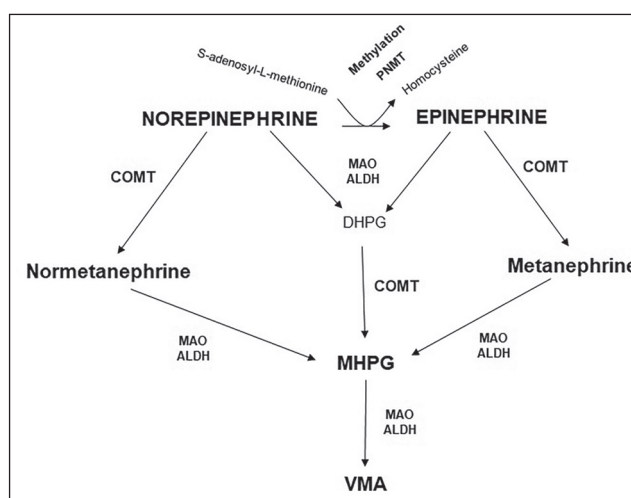 S-adenosyl-L-methionine
Methylation
PNMT
Homocysteine
NOREPINEPHRINE
EPINEPHRINE
COMT
MAO
ALDH
COMT
DHPG
Normetanephrine
COMT
Metanephrine
MAO
ALDH
MHPG
MAO
ALDH
MAO
ALDH
VMA